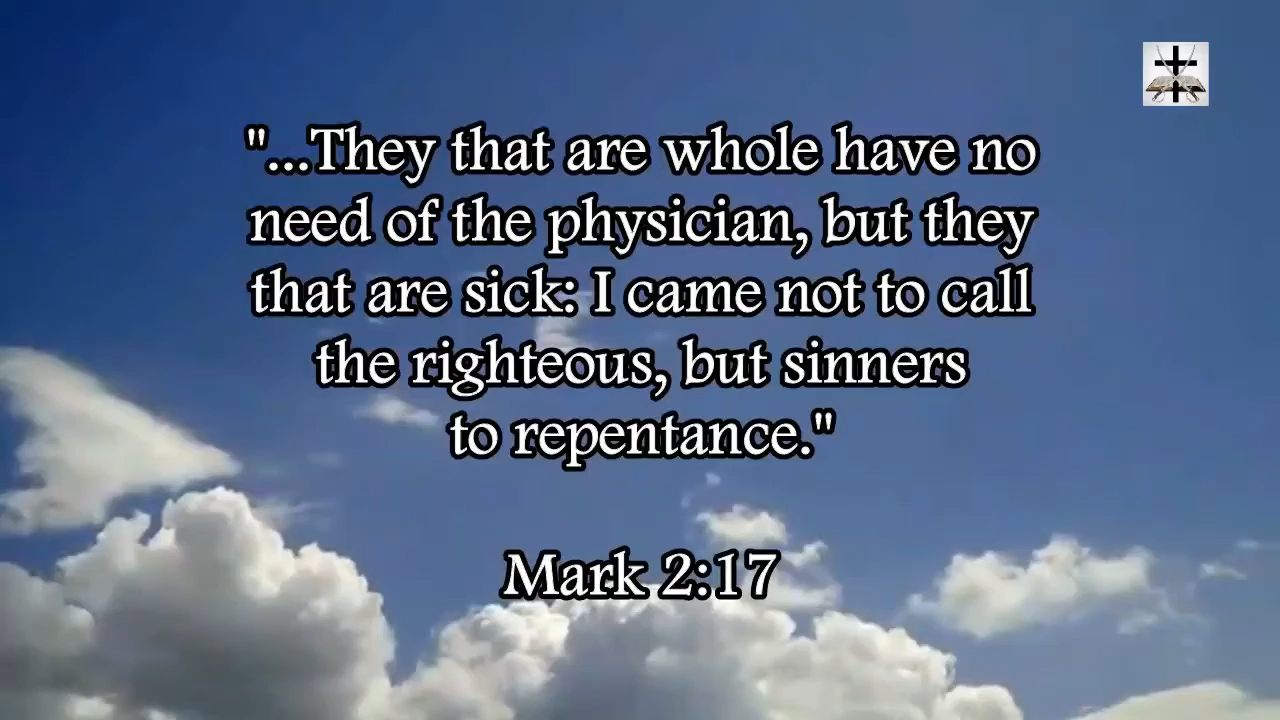 "...They that are whole have no
need of the physician, but they
that are sick: I came not to call
the righteous, but sinners
to repentance."
Mark 2:17